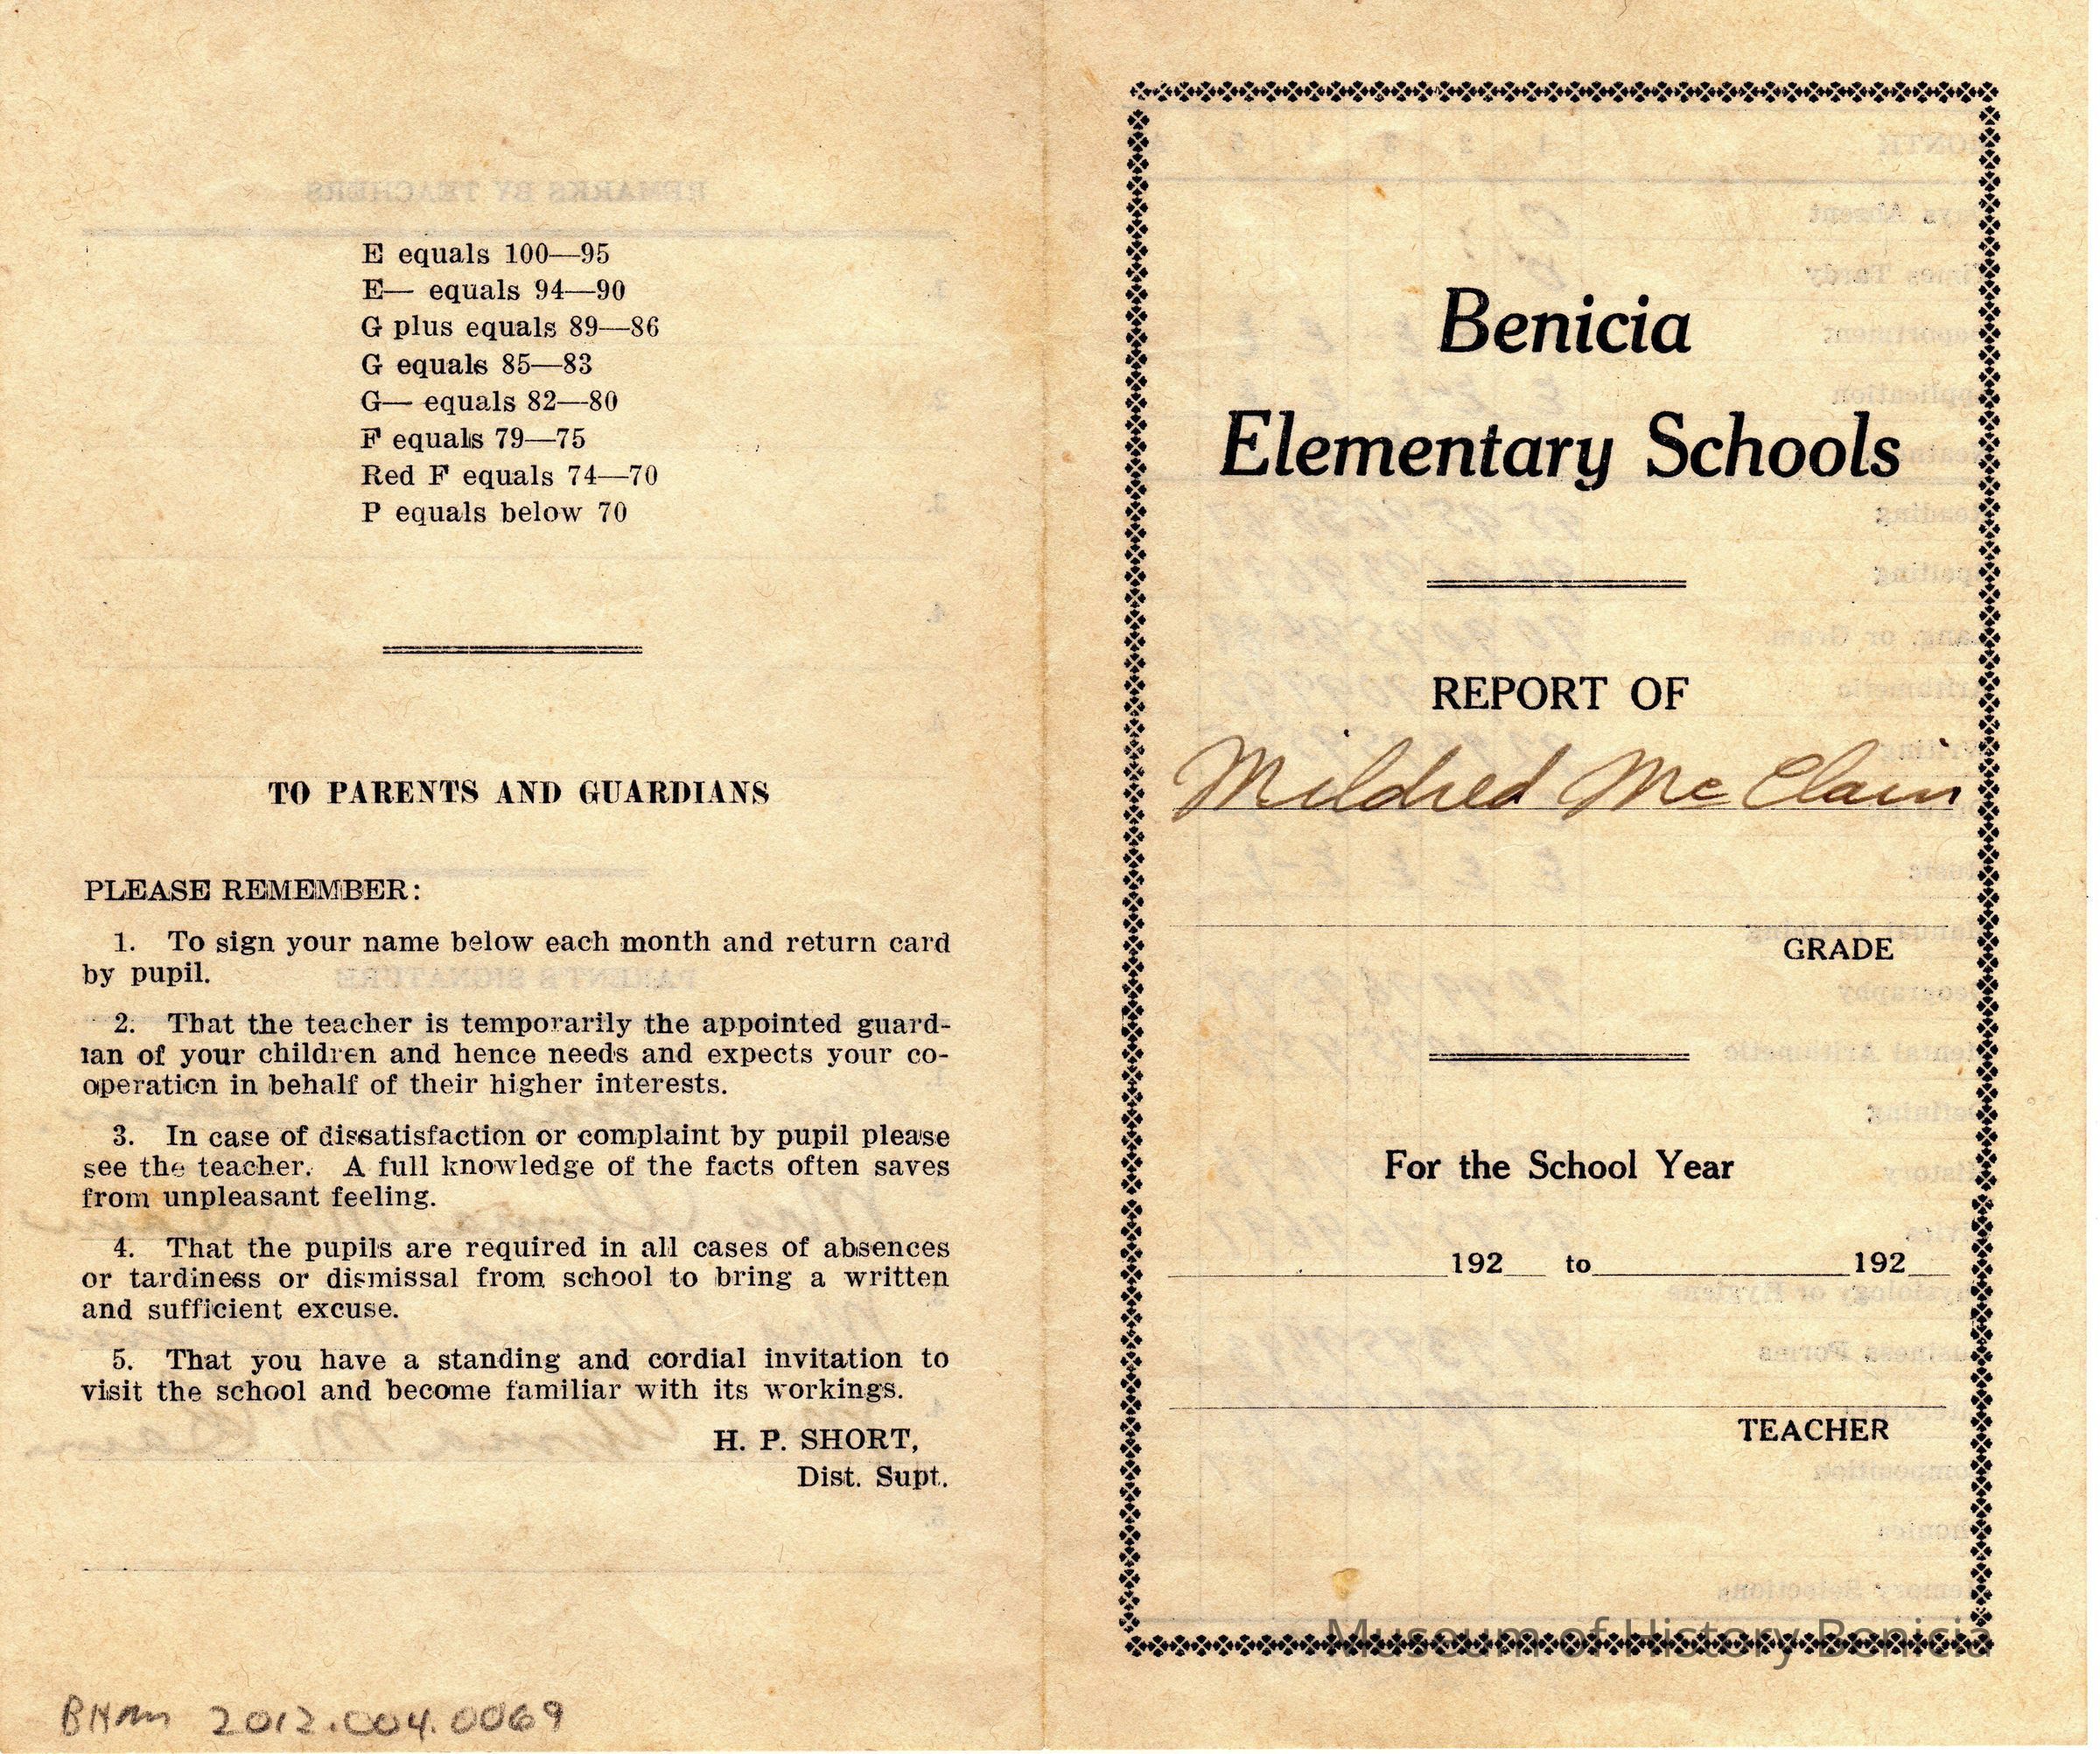 E equals 100—95
E— equals 94—90
G plus equals 89—86
G equals 85—83
G— equals 82—80
F equals 79—75
Red F equals 74—70
P equals below 70
TO PARENTS AND GUARDIANS
PLEASE REMEMBER:
1. To sign your name below each month and return card
by pupil.
2. That the teacher is temporarily the appointed guard-
ian of your children and hence needs and expects your co-
operation in behalf of their higher interests.
3. In case of dissatisfaction or complaint by pupil please
see the teacher. A full knowledge of the facts often saves
from unpleasant feeling.
4. That the pupils are required in all cases of absences
or tardiness or dismissal from school to bring a written
and sufficient excuse.
5. That you have a standing and cordial invitation to
visit the school and become familiar with its workings.
H. P. SHORT,
Dist. Supt.
BHM 2012.004.0069
Benicia
Elementary Schools
REPORT OF
Mildred McClain
GRADE
For the School Year
192 to 192
TEACHER
Museum of History Benicia